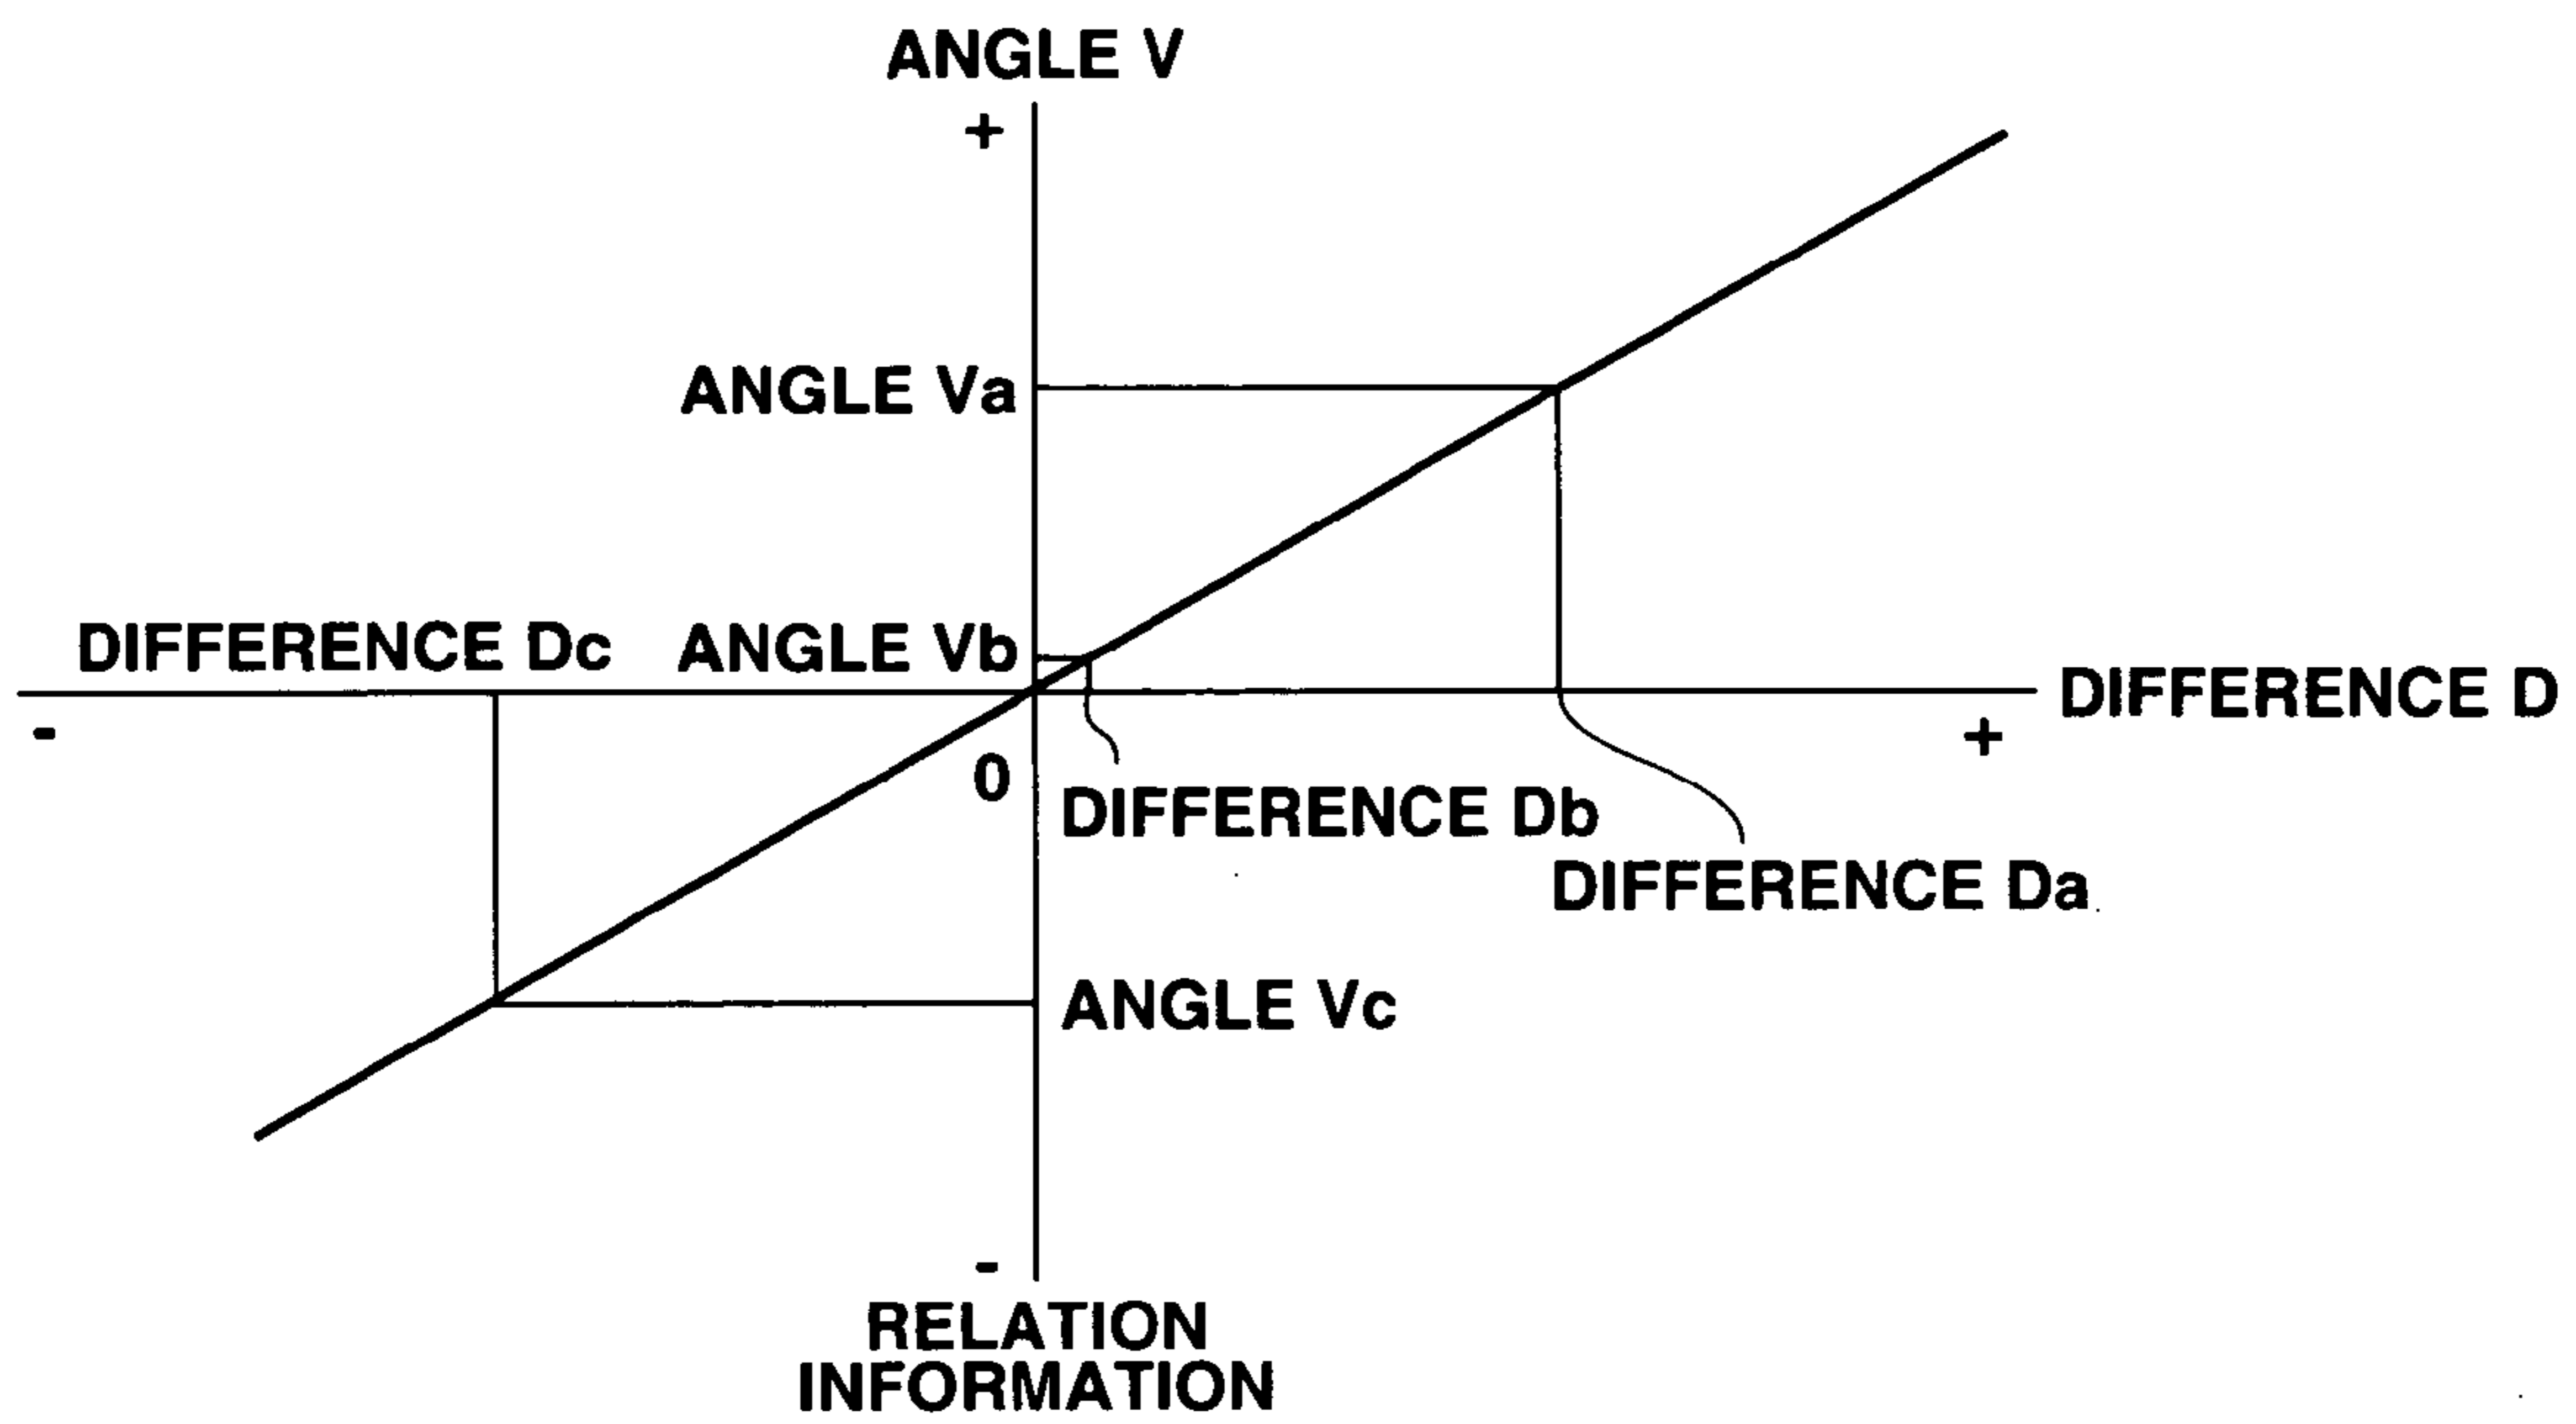 ANGLE V
+
ANGLE Va
DIFFERENCE Dc
ANGLE Vb
DIFFERENCE D
-
+
0
DIFFERENCE Db
DIFFERENCE Da
ANGLE Vc
-
RELATION
INFORMATION